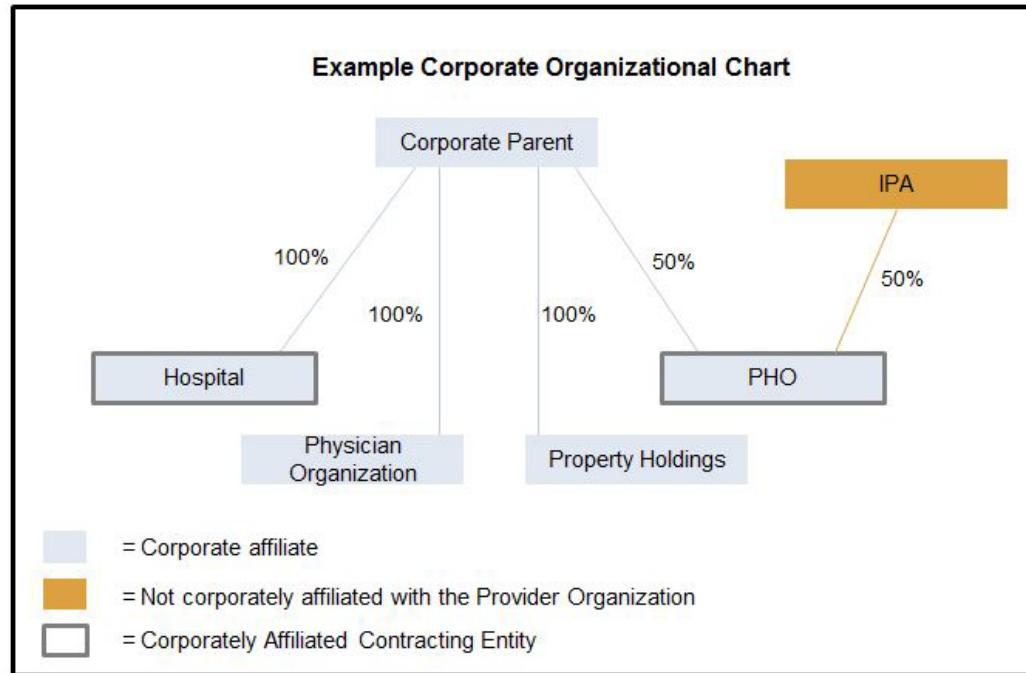 Example Corporate Organizational Chart
Corporate Parent
IPA
100%
50%
50%
100%
100%
Hospital
PHO
Physician
Organization
Property Holdings
= Corporate affiliate
= Not corporately affiliated with the Provider Organization
= Corporately Affiliated Contracting Entity